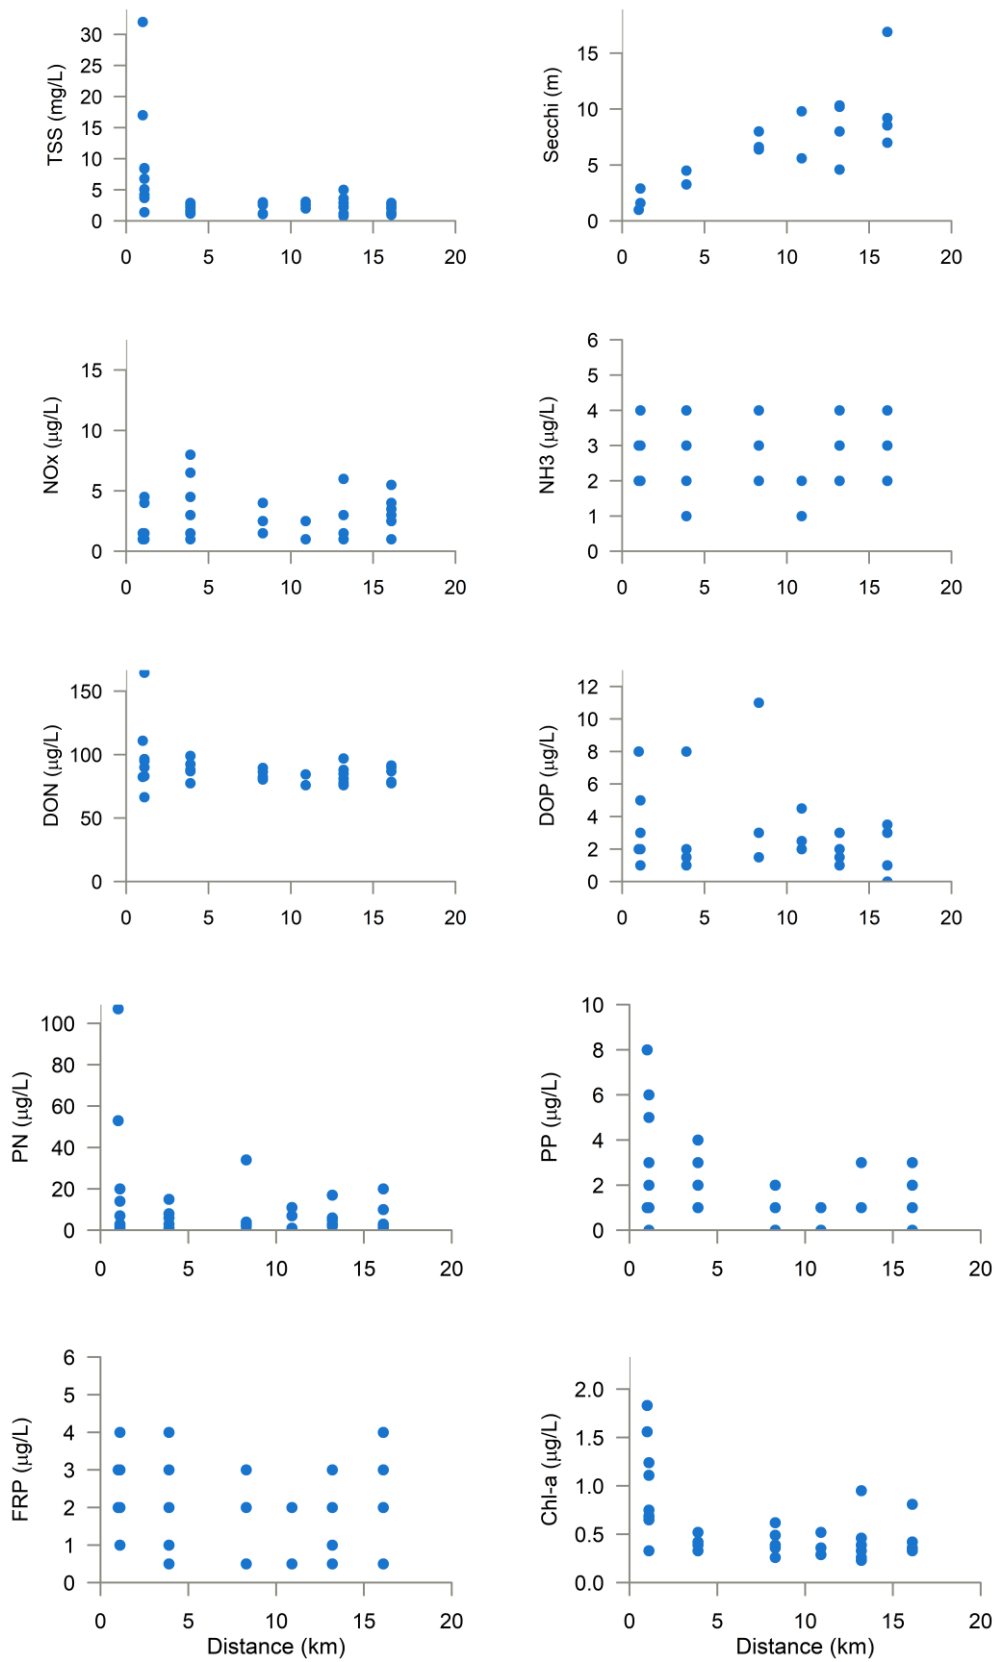 TSS (mg/L)
30
25
20
15
10
5
0
0 5 10 15 20
Secchi (m)
15
10
5
0
0 5 10 15 20
NOx (µg/L)
15
10
5
0
0 5 10 15 20
NH3 (µg/L)
6
5
4
3
2
1
0
0 5 10 15 20
DON (µg/L)
150
100
50
0
0 5 10 15 20
DOP (µg/L)
12
10
8
6
4
2
0
0 5 10 15 20
PN (µg/L)
100
80
60
40
20
0
0 5 10 15 20
PP (µg/L)
10
8
6
4
2
0
0 5 10 15 20
FRP (µg/L)
6
5
4
3
2
1
0
0 5 10 15 20
Distance (km)
Chl-a (µg/L)
2.0
1.5
1.0
0.5
0.0
0 5 10 15 20
Distance (km)